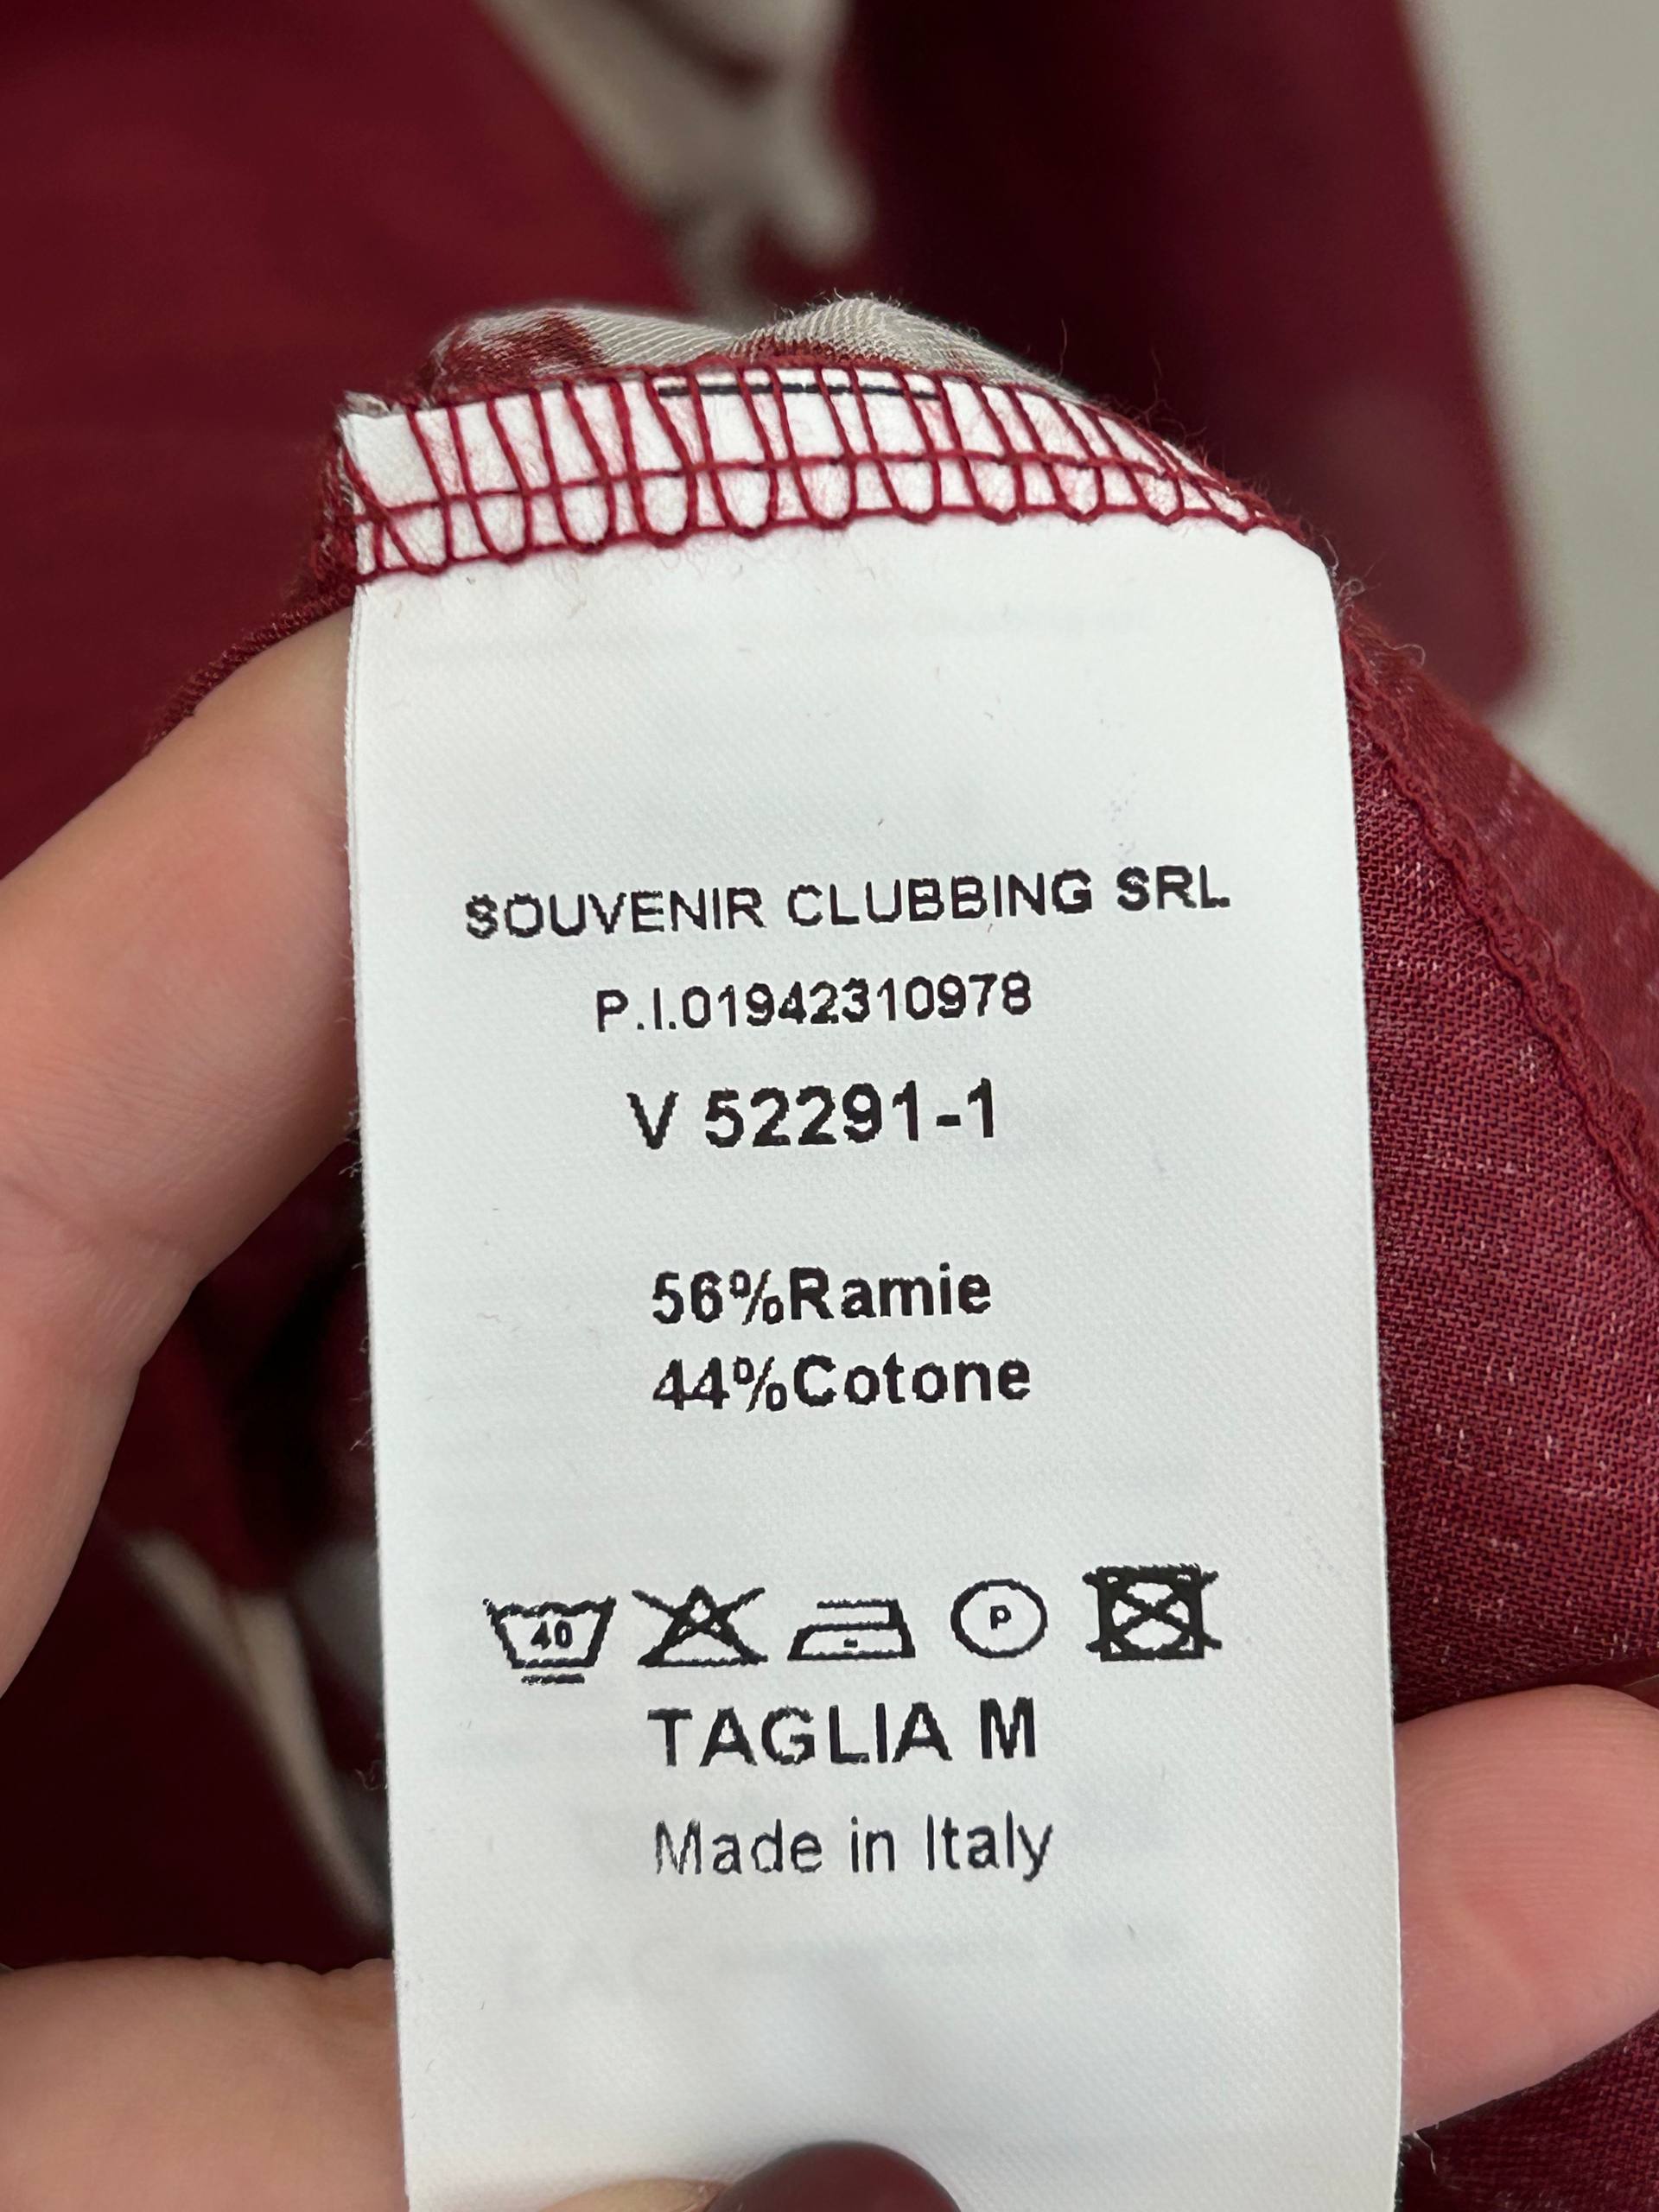 SOUVENIR CLUBBING SRL
P.I.01942310978
V 52291-1
56%Ramie
44%Cotone
40
P
TAGLIA M
Made in Italy